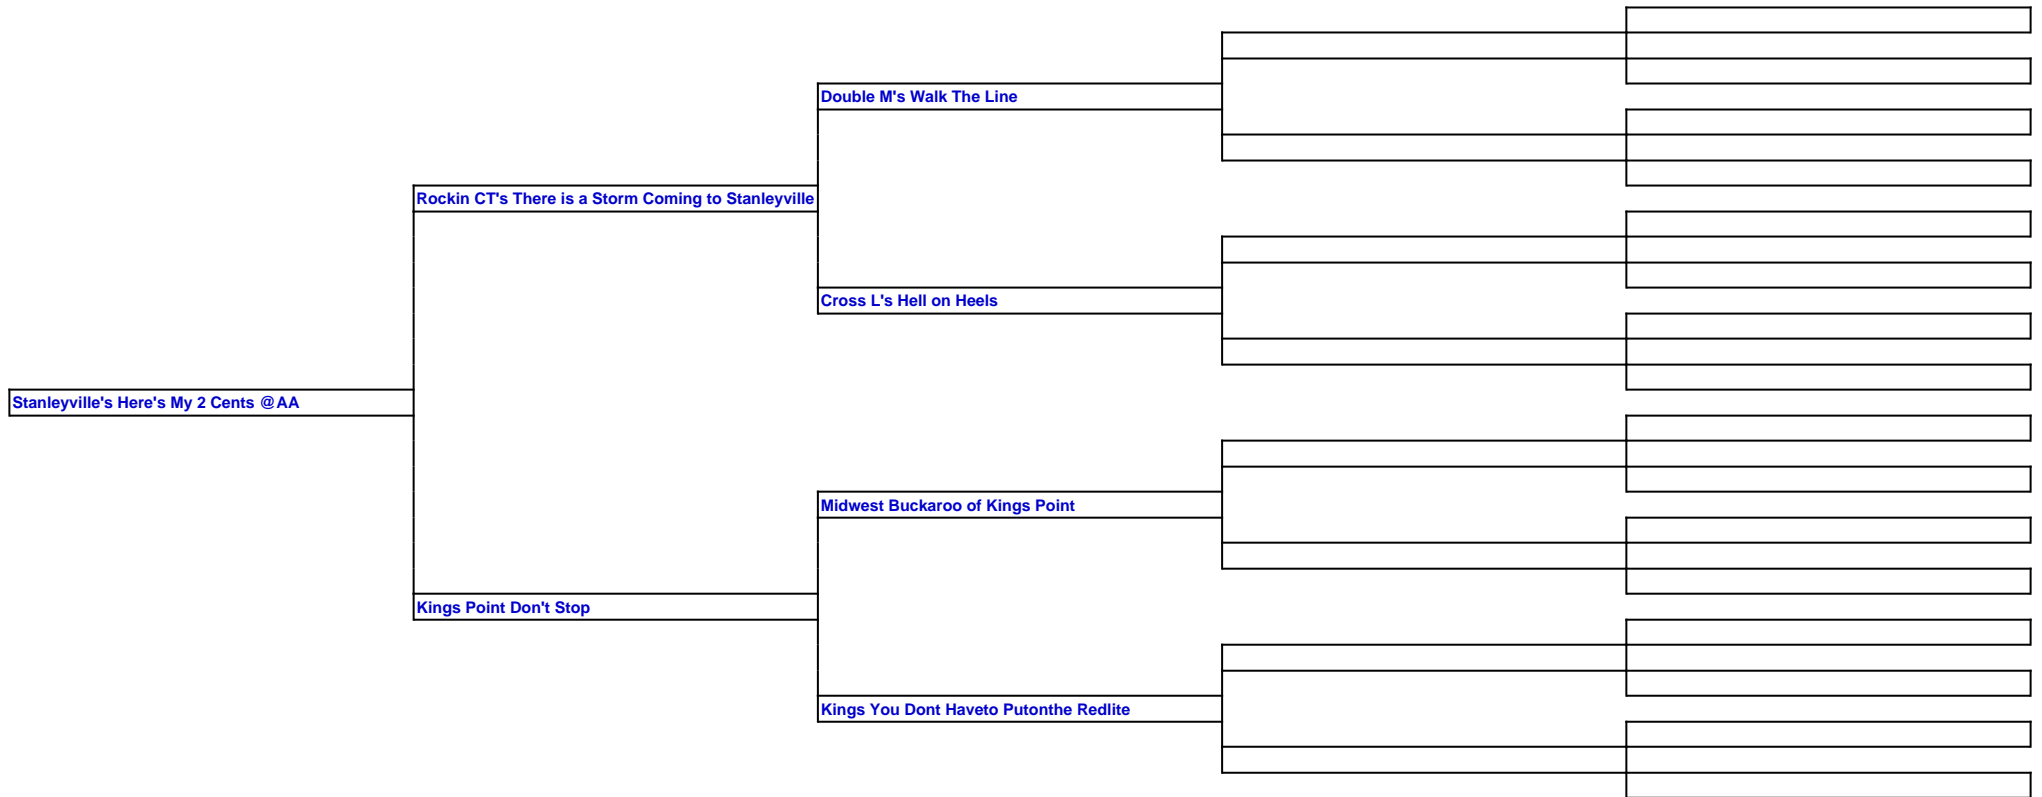 Double M's Walk The Line
Rockin CT's There is a Storm Coming to Stanleyville
Cross L's Hell on Heels
Stanleyville's Here's My 2 Cents @AA
Midwest Buckaroo of Kings Point
Kings Point Don't Stop
Kings You Dont Haveto Putonthe Redlite